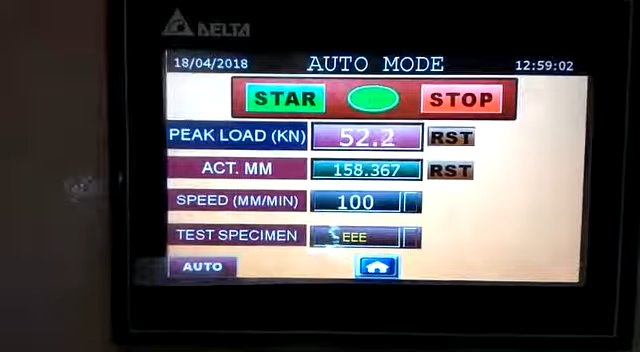 DELTA
18/04/2018 AUTO MODE 12:59:02
STAR STOP
PEAK LOAD (KN) 52.2 RST
ACT. MM 158.367 RST
SPEED (MM/MIN) 100
TEST SPECIMEN EEE
AUTO